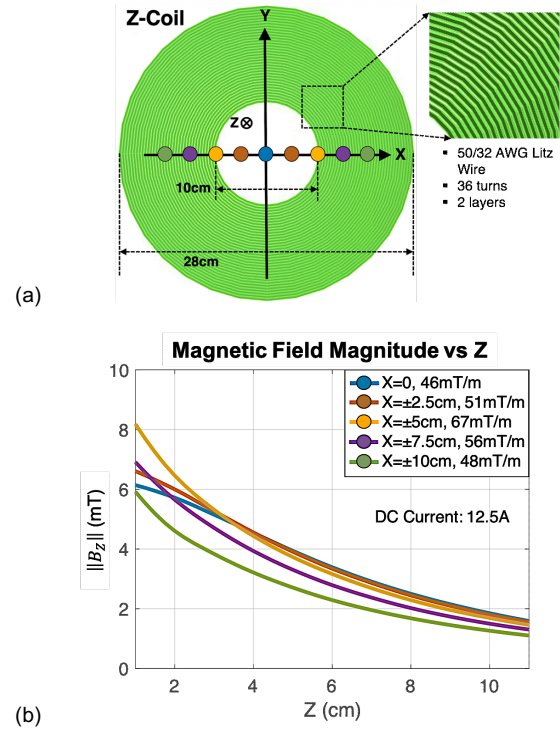 (a)
Z-Coil
Y
Z⊗
X
10cm
28cm
▪ 50/32 AWG Litz
Wire
▪ 36 turns
▪ 2 layers
(b)
Magnetic Field Magnitude vs Z
X=0, 46mT/m
X=±2.5cm, 51mT/m
X=±5cm, 67mT/m
X=±7.5cm, 56mT/m
X=±10cm, 48mT/m
DC Current: 12.5A
||B_z|| (mT)
10
8
6
4
2
0
2 4 6 8 10
Z (cm)